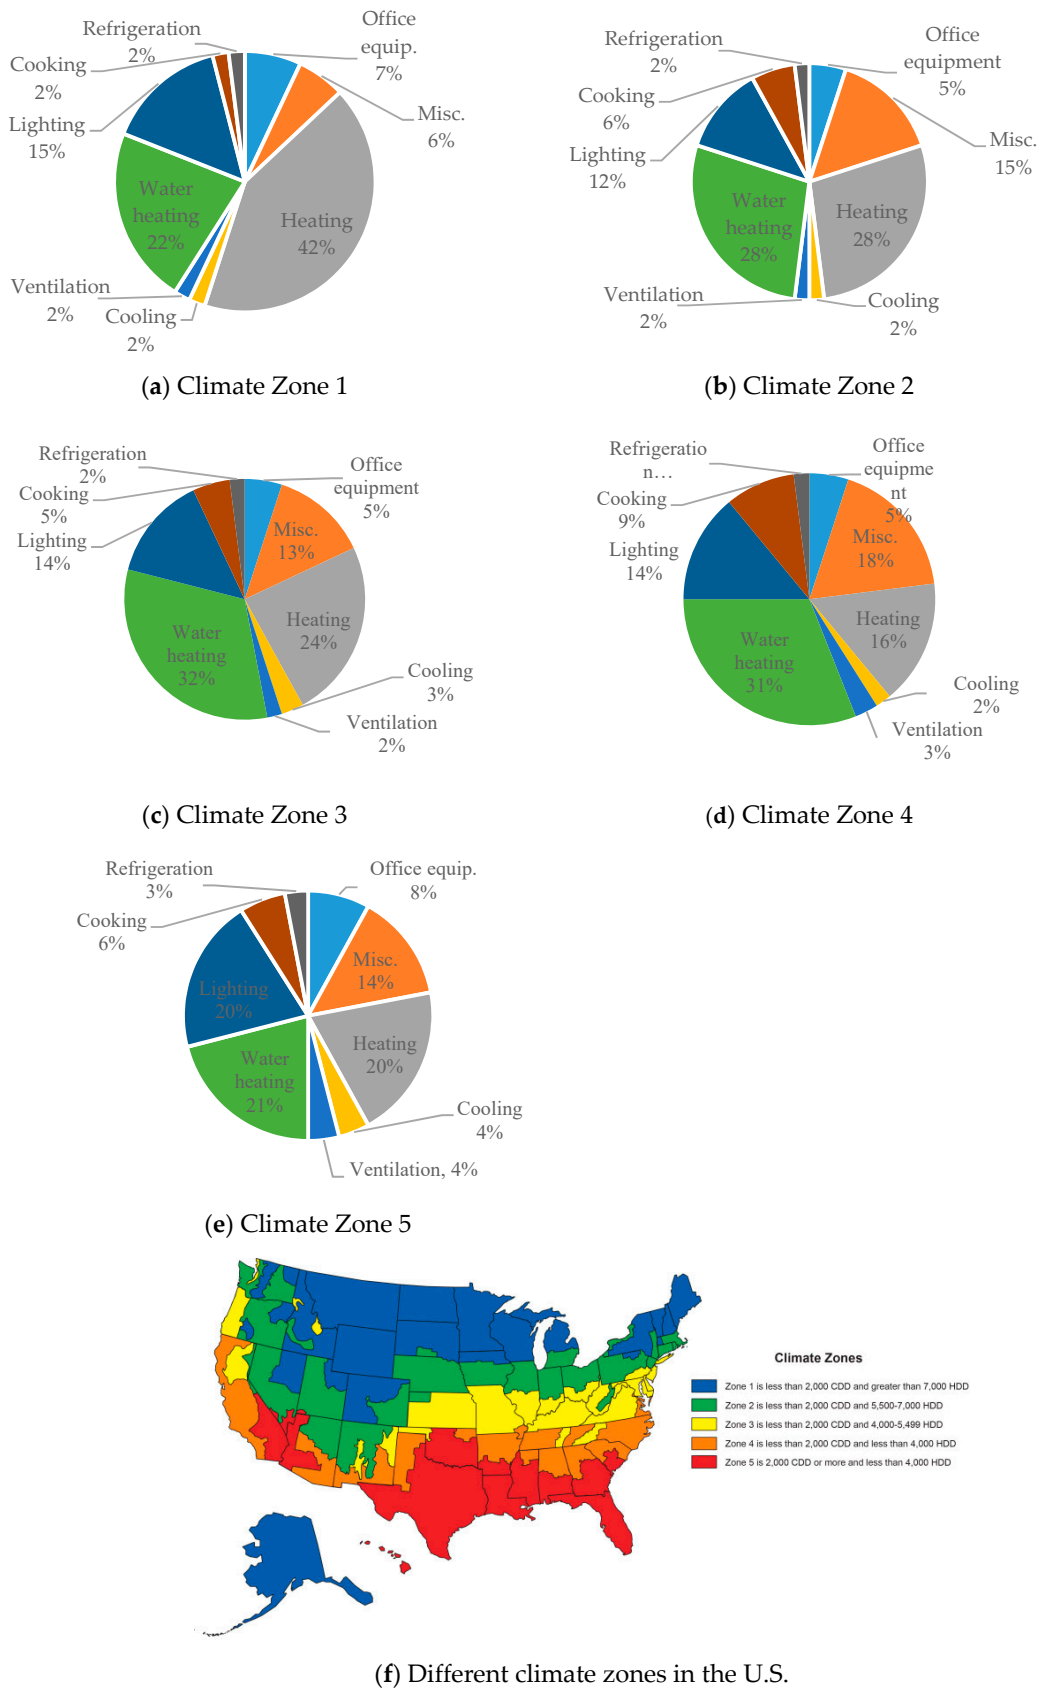 Refrigeration
2%
Office
equip.
7%
Cooking
2%
Misc.
6%
Lighting
15%
Water
heating
22%
Heating
42%
Ventilation
2%
Cooling
2%
(a) Climate Zone 1
Refrigeration
2%
Office
equipment
5%
Cooking
6%
Misc.
15%
Lighting
12%
Water
heating
28%
Heating
28%
Ventilation
2%
Cooling
2%
(b) Climate Zone 2
Refrigeration
2%
Office
equipment
5%
Cooking
5%
Misc.
13%
Lighting
14%
Heating
24%
Water
heating
32%
Cooling
3%
Ventilation
2%
(c) Climate Zone 3
Refrigeratio
n…
Office
equipme
nt
5%
Cooking
9%
Misc.
18%
Lighting
14%
Heating
16%
Water
heating
31%
Cooling
2%
Ventilation
3%
(d) Climate Zone 4
Refrigeration
3%
Office equip.
8%
Cooking
6%
Misc.
14%
Lighting
20%
Heating
20%
Water
heating
21%
Cooling
4%
Ventilation, 4%
(e) Climate Zone 5
Climate Zones
Zone 1 is less than 2,000 CDD and greater than 7,000 HDD
Zone 2 is less than 2,000 CDD and 5,500-7,000 HDD
Zone 3 is less than 2,000 CDD and 4,000-5,499 HDD
Zone 4 is less than 2,000 CDD and less than 4,000 HDD
Zone 5 is 2,000 CDD or more and less than 4,000 HDD
(f) Different climate zones in the U.S.